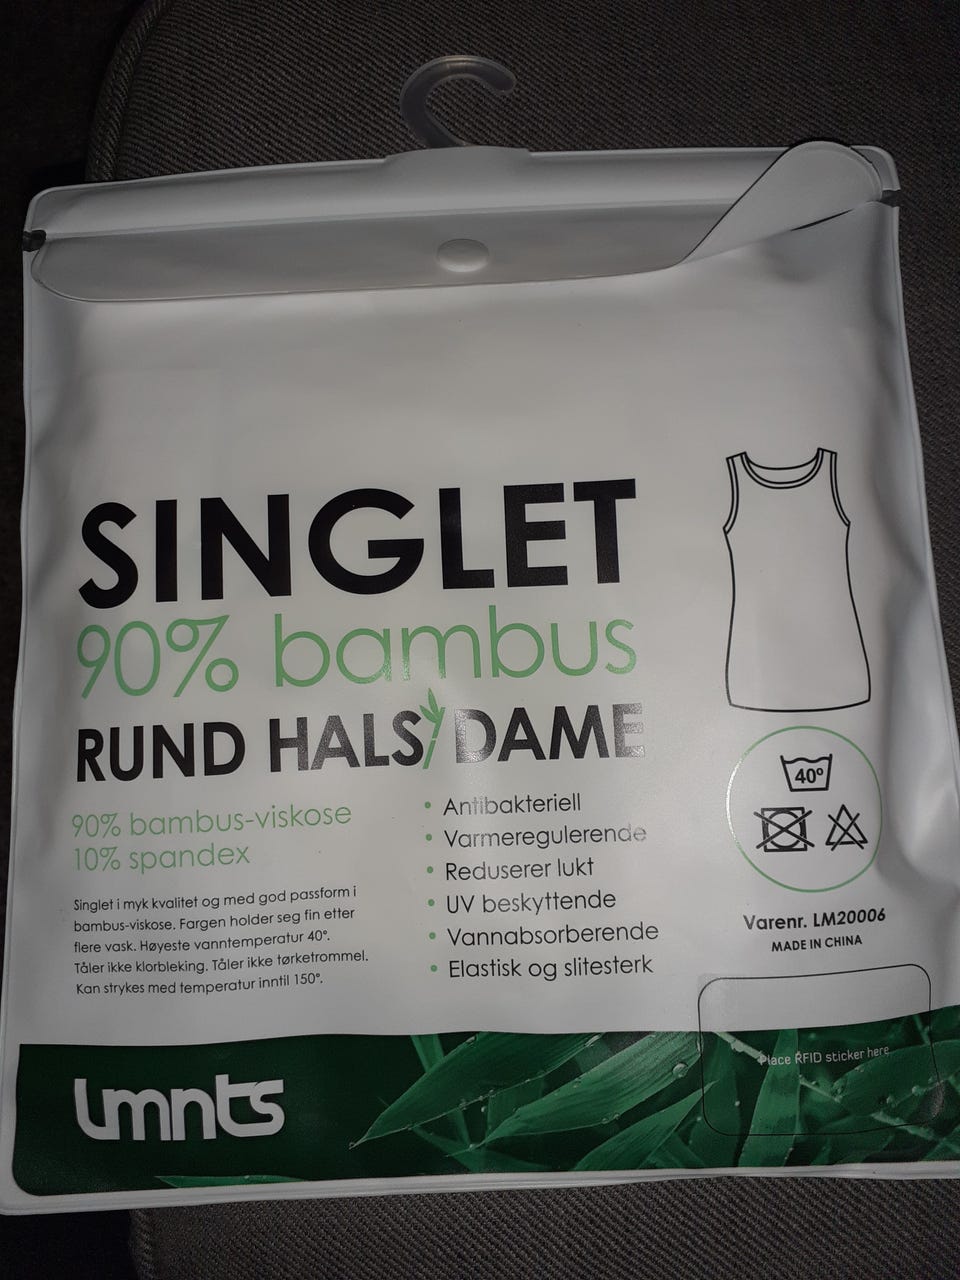 SINGLET
90% bambus
RUND HALS DAME
90% bambus-viskose
10% spandex
Singlet i myk kvalitet og med god passform i
bambus-viskose. Fargen holder seg fin etter
flere vask. Høyeste vanntemperatur 40°.
Tåler ikke klorbleking. Tåler ikke tørketrommel.
Kan strykes med temperatur inntil 150°.
• Antibakteriell
• Varmeregulerende
• Reduserer lukt
• UV beskyttende
• Vannabsorberende
• Elastisk og slitesterk
40°
Varenr. LM20006
MADE IN CHINA
Place RFID sticker here
Lmnts